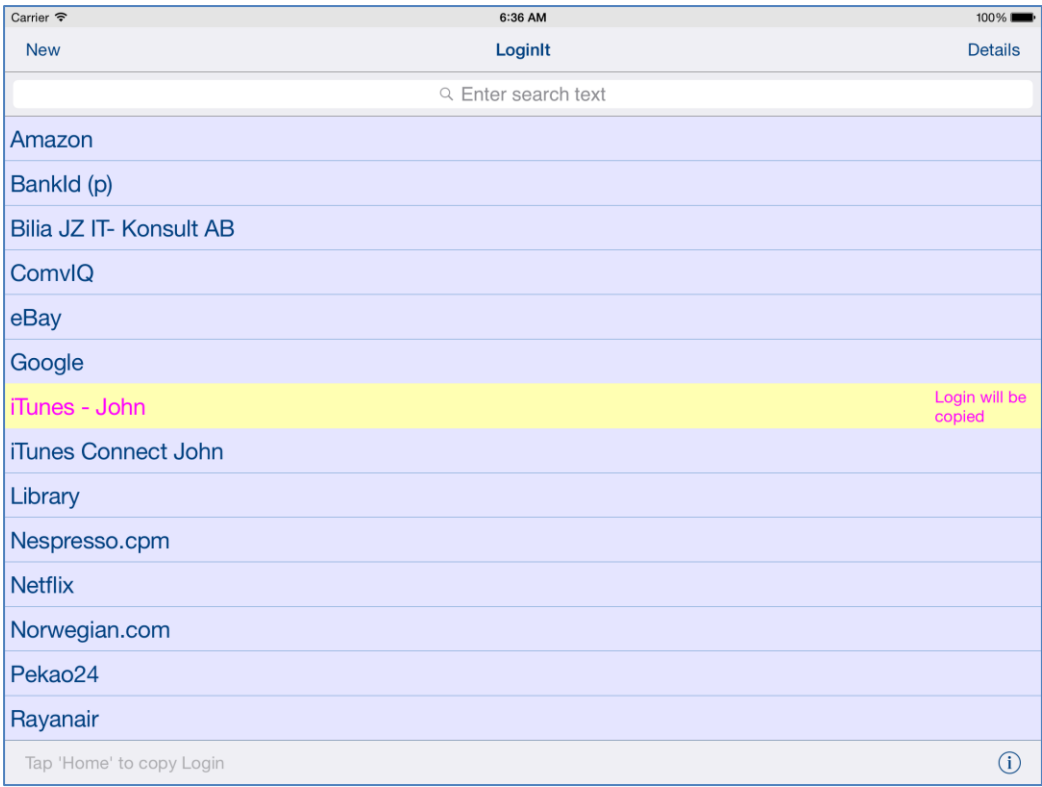 Carrier 6:36 AM 100%
New LoginIt Details
Enter search text
Amazon
BankId (p)
Bilia JZ IT- Konsult AB
ComvIQ
eBay
Google
iTunes - John Login will be
copied
iTunes Connect John
Library
Nespresso.cpm
Netflix
Norwegian.com
Pekao24
Rayanair
Tap 'Home' to copy Login